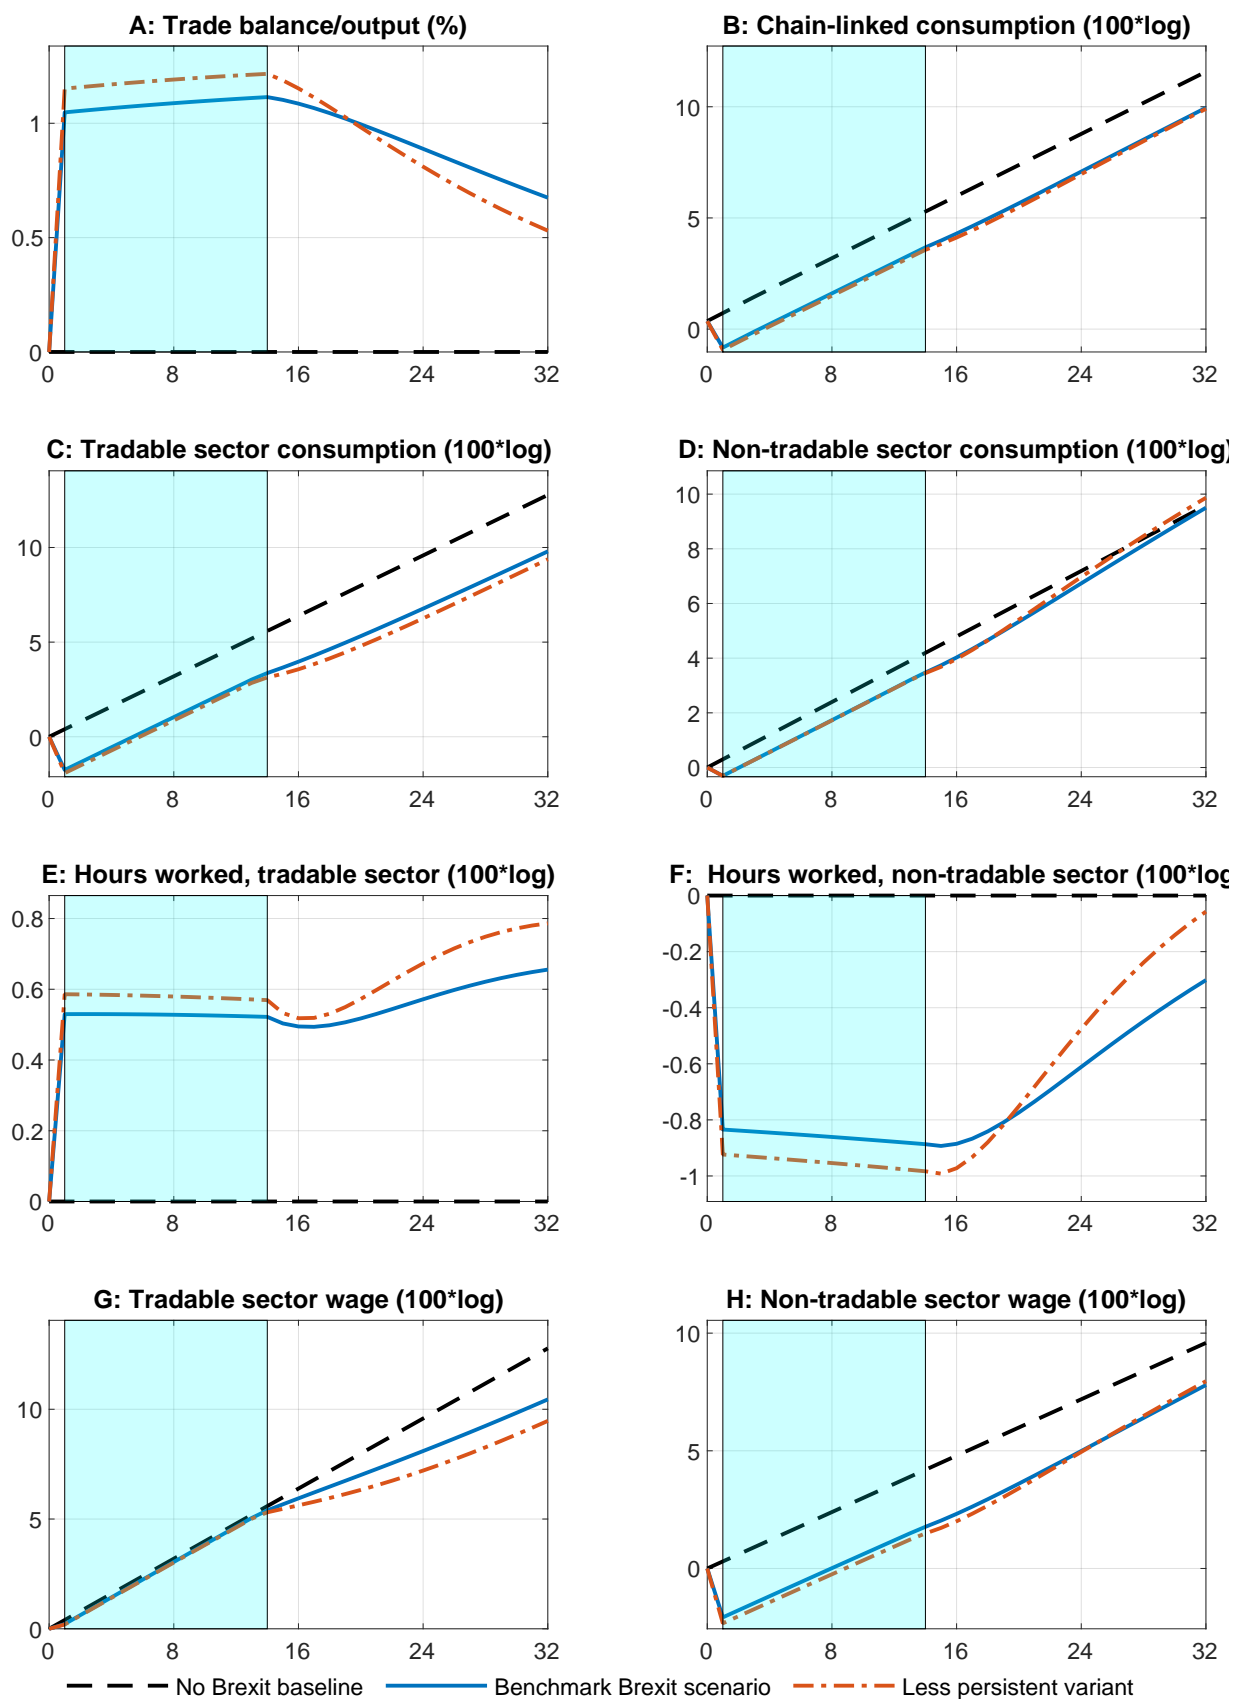 A: Trade balance/output (%)
1
0.5
0
0 8 16 24 32
B: Chain-linked consumption (100*log)
10
5
0
0 8 16 24 32
C: Tradable sector consumption (100*log)
10
5
0
0 8 16 24 32
D: Non-tradable sector consumption (100*log)
10
8
6
4
2
0
0 8 16 24 32
E: Hours worked, tradable sector (100*log)
0.8
0.6
0.4
0.2
0
0 8 16 24 32
F: Hours worked, non-tradable sector (100*log
0
-0.2
-0.4
-0.6
-0.8
-1
0 8 16 24 32
G: Tradable sector wage (100*log)
10
5
0
0 8 16 24 32
H: Non-tradable sector wage (100*log)
10
5
0
0 8 16 24 32
No Brexit baseline Benchmark Brexit scenario Less persistent variant